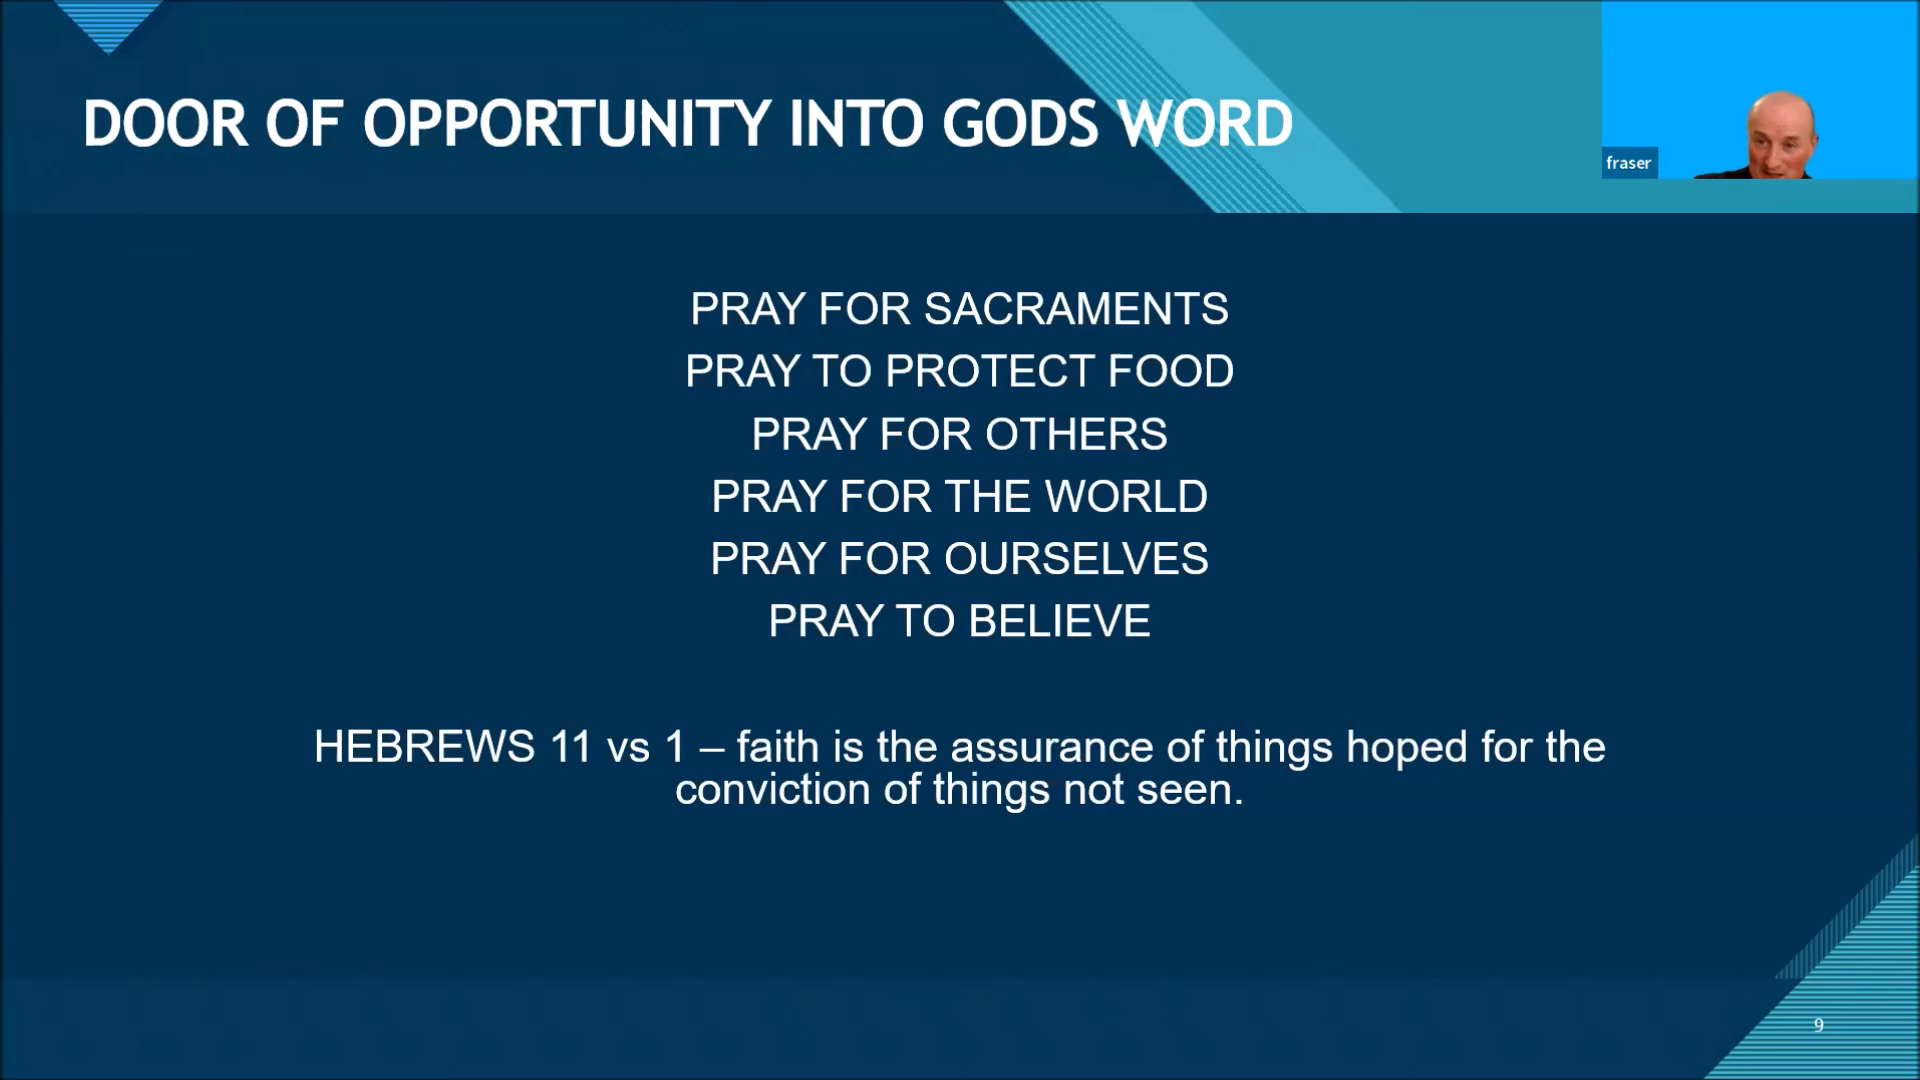 DOOR OF OPPORTUNITY INTO GODS WORD
fraser
PRAY FOR SACRAMENTS
PRAY TO PROTECT FOOD
PRAY FOR OTHERS
PRAY FOR THE WORLD
PRAY FOR OURSELVES
PRAY TO BELIEVE
HEBREWS 11 vs 1 – faith is the assurance of things hoped for the
conviction of things not seen.
9